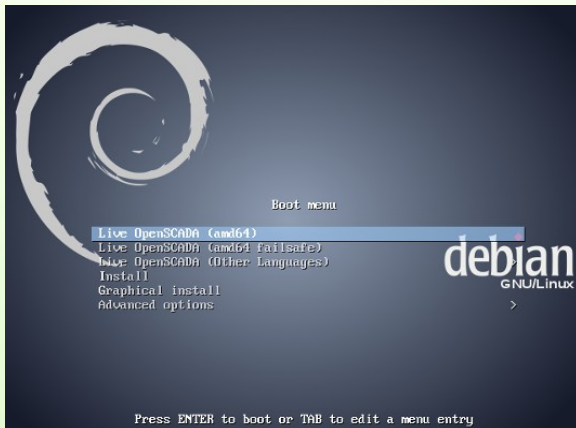 Boot menu
Live OpenSCADA (amd64)
Live OpenSCADA (amd64 failsafe)
Live OpenSCADA (Other Languages) >
Install
Graphical install
Advanced options >
debian
GNU/Linux
Press ENTER to boot or TAB to edit a menu entry